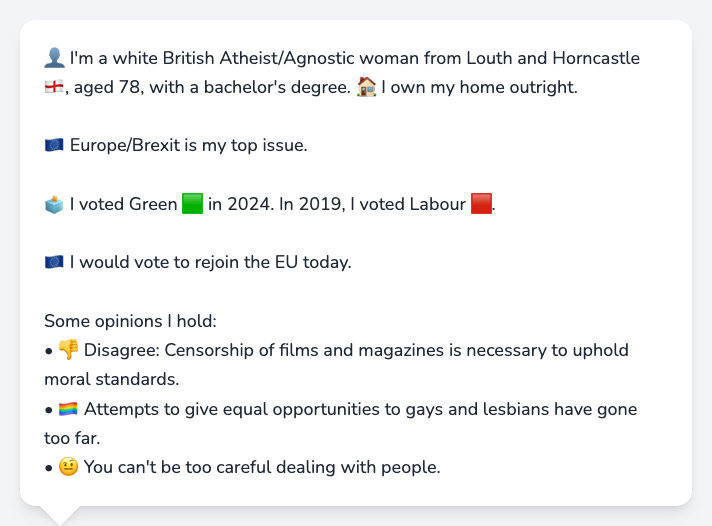 👤 I'm a white British Atheist/Agnostic woman from Louth and Horncastle
🏴󠁧󠁢󠁥󠁮󠁧󠁿, aged 78, with a bachelor's degree. 🏠 I own my home outright.
🇪🇺 Europe/Brexit is my top issue.
🗳️ I voted Green 🟩 in 2024. In 2019, I voted Labour 🟥.
🇪🇺 I would vote to rejoin the EU today.
Some opinions I hold:
• 👎 Disagree: Censorship of films and magazines is necessary to uphold
moral standards.
• 🏳️‍🌈 Attempts to give equal opportunities to gays and lesbians have gone
too far.
• 🤨 You can't be too careful dealing with people.